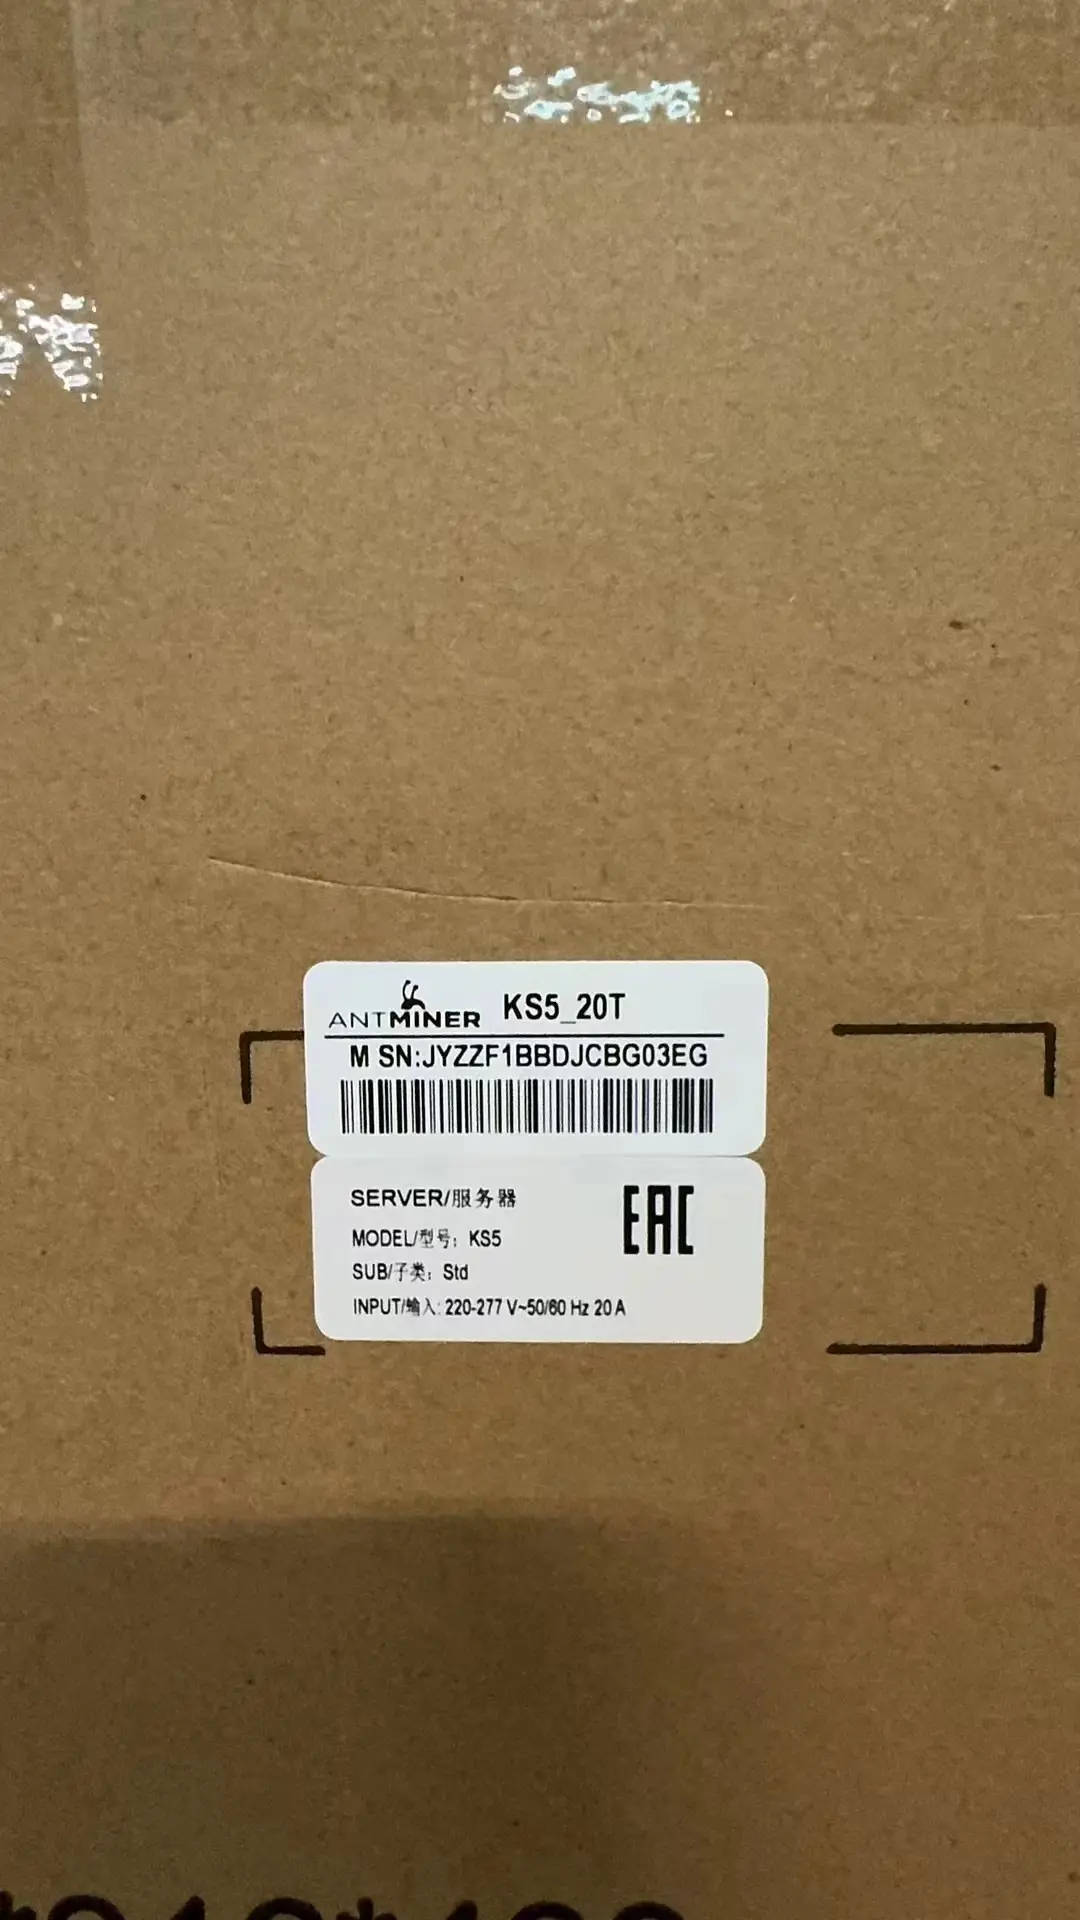 ANTMINER KS5_20T
M SN:JYZZF1BBDJCBG03EG
SERVER/服务器
EAC
MODEL/型号: KS5
SUB/子类: Std
INPUT/输入: 220-277 V~50/60 Hz 20 A